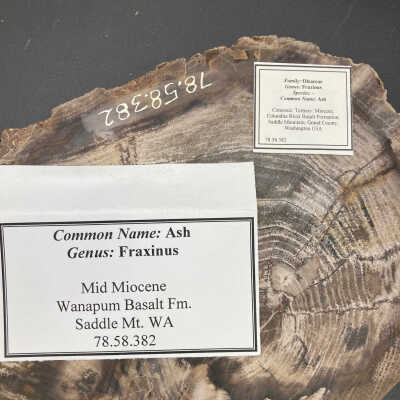 78.58.382
Family: Oleaceae
Genus: Fraxinus
Species: -
Common Name: Ash
Cenozoic: Tertiary: Miocene;
Columbia River Basalt Formation;
Saddle Mountain; Grand County;
Washington USA
78.58.382
Common Name: Ash
Genus: Fraxinus
Mid Miocene
Wanapum Basalt Fm.
Saddle Mt. WA
78.58.382